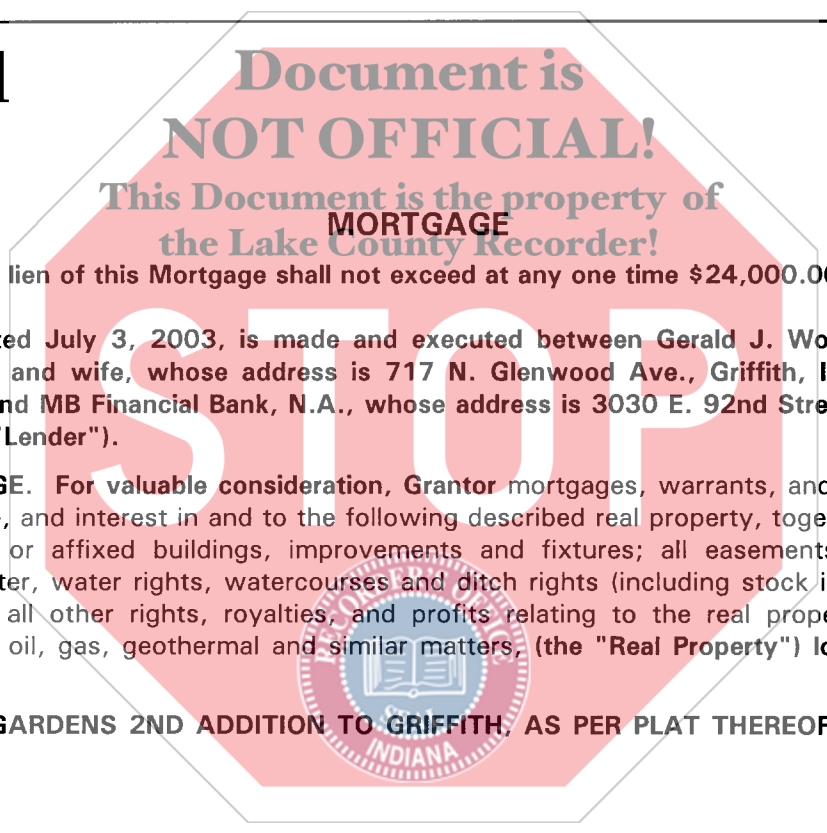 Document is
NOT OFFICIAL!
This Document is the property of
MORTGAGE
the Lake County Recorder!
lien of this Mortgage shall not exceed at any one time $24,000.00
ted July 3, 2003, is made and executed between Gerald J. Wo
and wife, whose address is 717 N. Glenwood Ave., Griffith, I
nd MB Financial Bank, N.A., whose address is 3030 E. 92nd Stre
"Lender").
GE. For valuable consideration, Grantor mortgages, warrants, and
, and interest in and to the following described real property, toge
or affixed buildings, improvements and fixtures; all easements
ter, water rights, watercourses and ditch rights (including stock i
all other rights, royalties, and profits relating to the real prope
oil, gas, geothermal and similar matters, (the "Real Property") lo
GARDENS 2ND ADDITION TO GRIFFITH, AS PER PLAT THEREOF
STOP
RECORDER'S OFFICE
SEAL
INDIANA